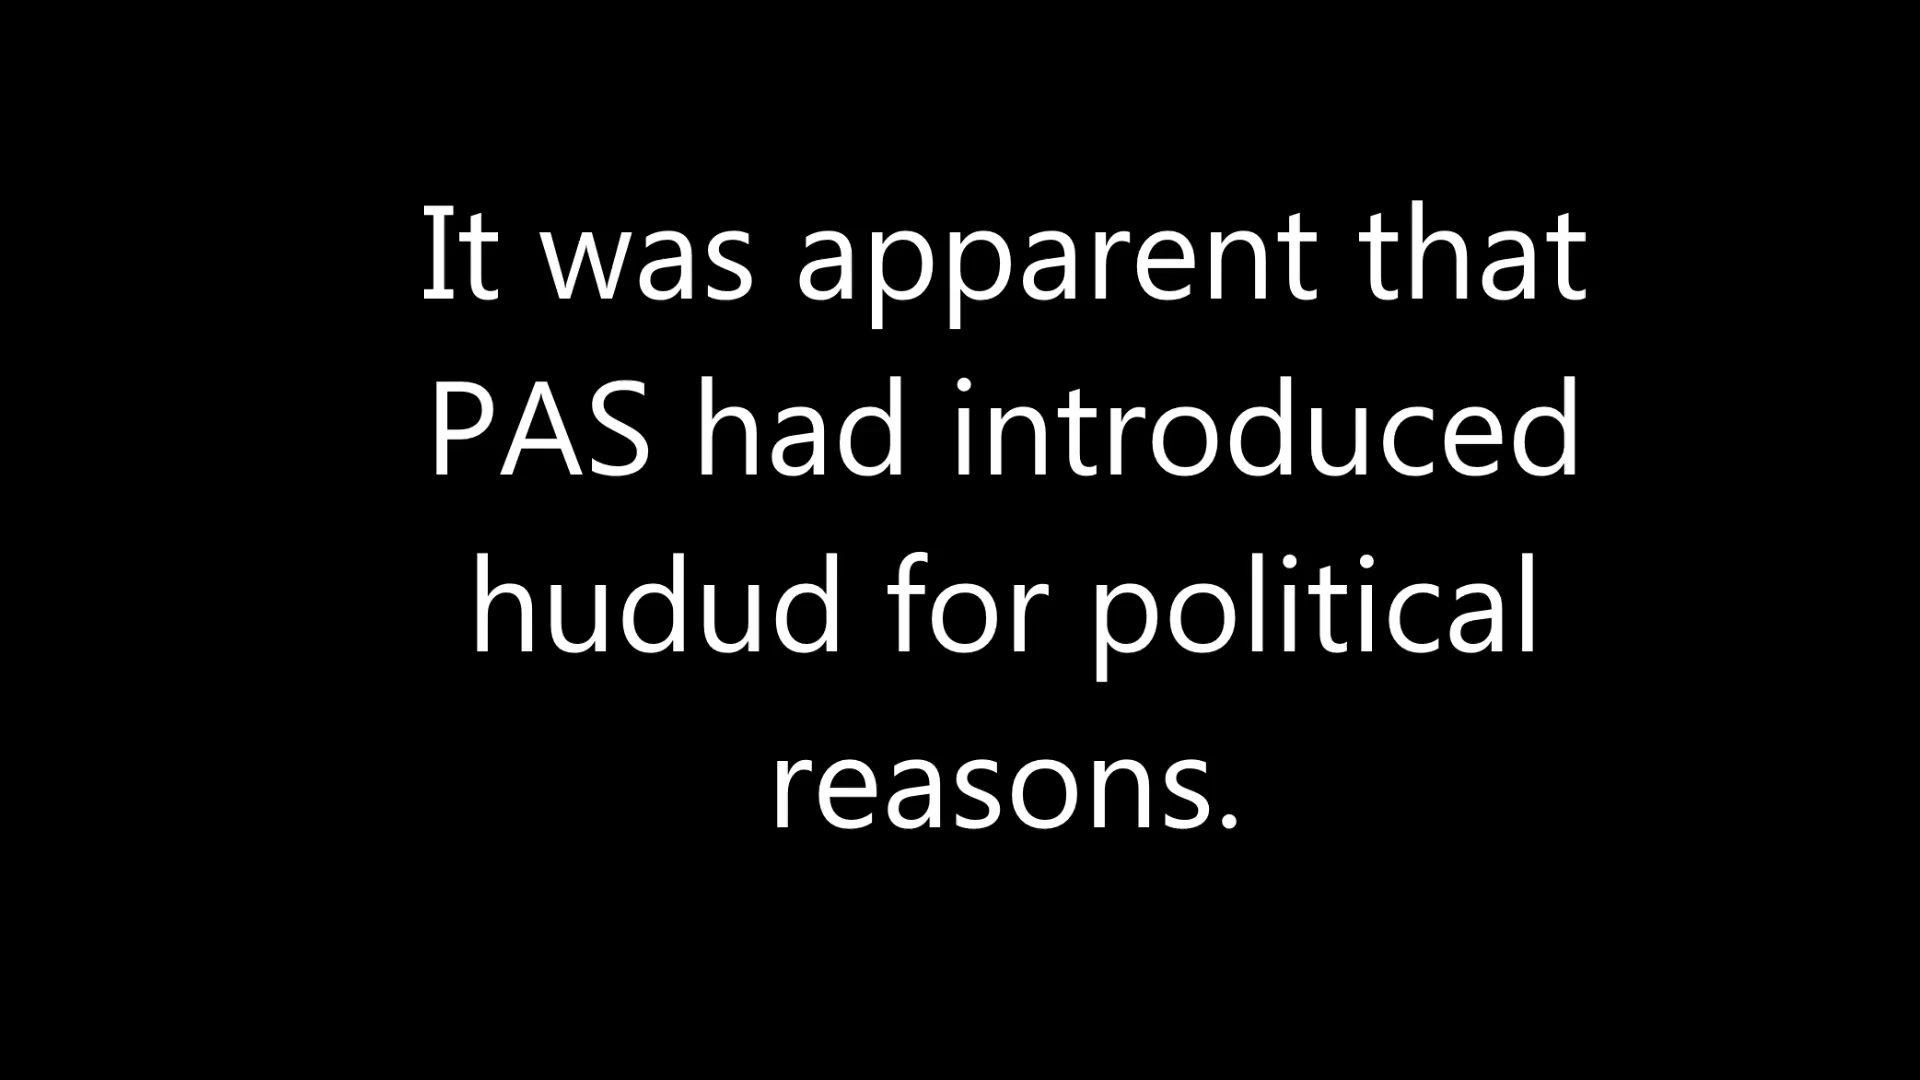 It was apparent that
PAS had introduced
hudud for political
reasons.